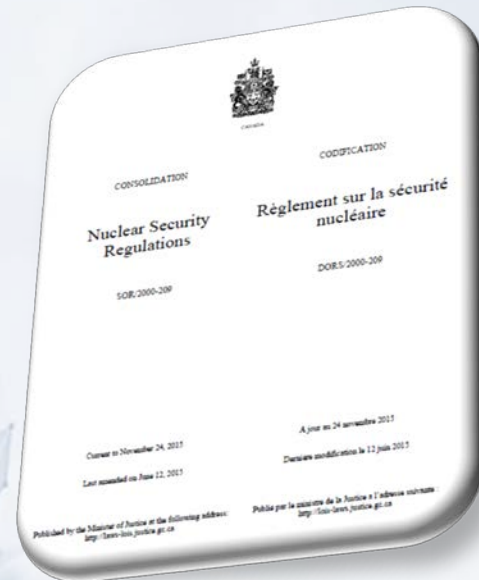 CANADA
CONSOLIDATION
Nuclear Security
Regulations
SOR/2000-209
Current to November 24, 2015
Last amended on June 12, 2015
Published by the Minister of Justice at the following address:
http://laws-lois.justice.gc.ca
CODIFICATION
Règlement sur la sécurité
nucléaire
DORS/2000-209
À jour au 24 novembre 2015
Dernière modification le 12 juin 2015
Publié par le ministre de la Justice à l'adresse suivante :
http://lois-laws.justice.gc.ca